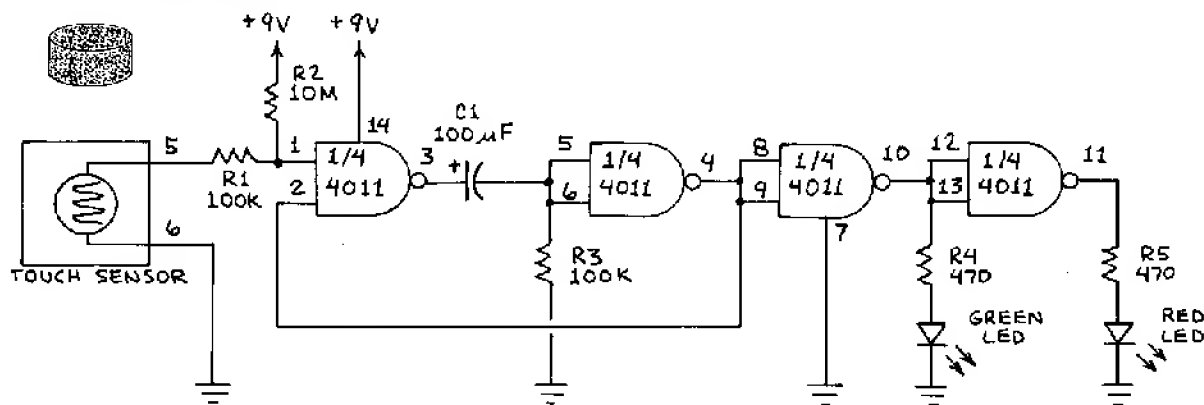 +9V
+9V
R2
10M
C1
100µF
14
5
1
3
+
5
4
8
10
12
11
1/4
4011
1/4
4011
1/4
4011
1/4
4011
R1
100K
2
6
9
13
6
7
R3
100K
R4
470
R5
470
TOUCH SENSOR
GREEN
LED
RED
LED